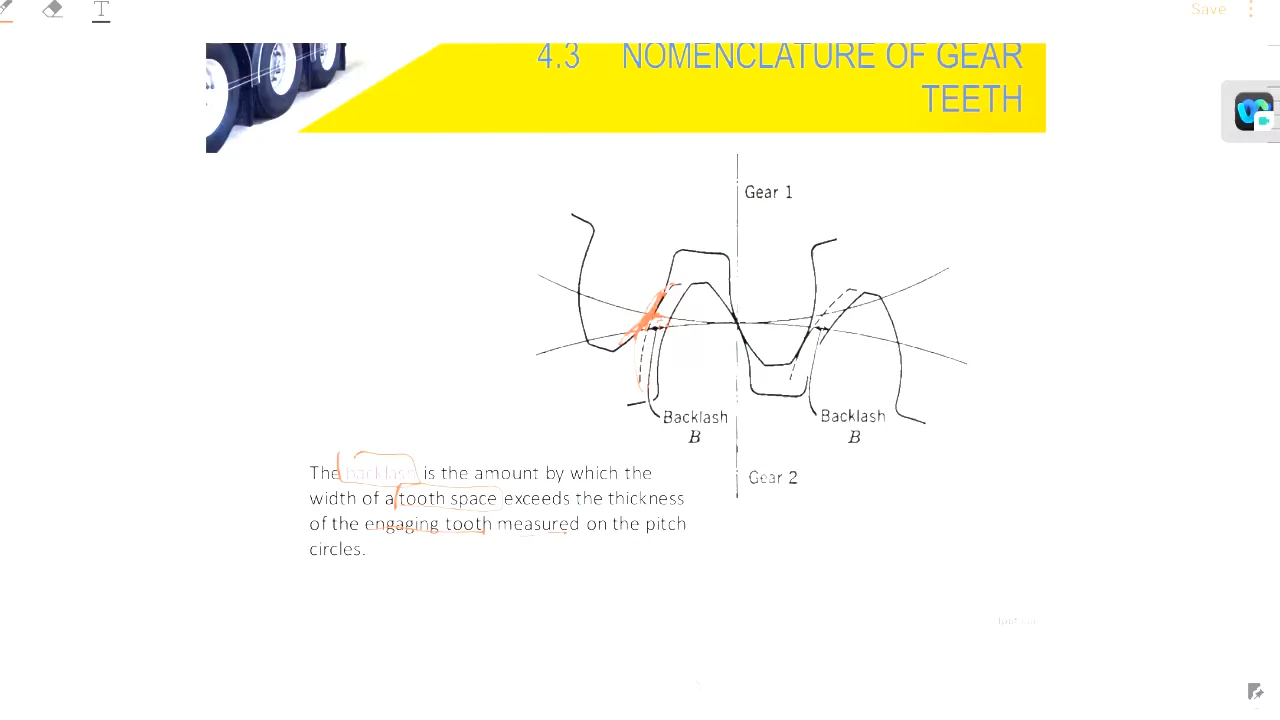 T
Save
4.3 NOMENCLATURE OF GEAR
TEETH
Gear 1
Backlash
B
Backlash
B
Gear 2
The backlash is the amount by which the
width of a tooth space exceeds the thickness
of the engaging tooth measured on the pitch
circles.